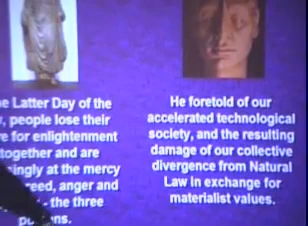 e Latter Day of the
, people lose their
e for enlightenment
together and are
ingly at the mercy
reed, anger and
- the three
ns.
He foretold of our
accelerated technological
society, and the resulting
damage of our collective
divergence from Natural
Law in exchange for
materialist values.